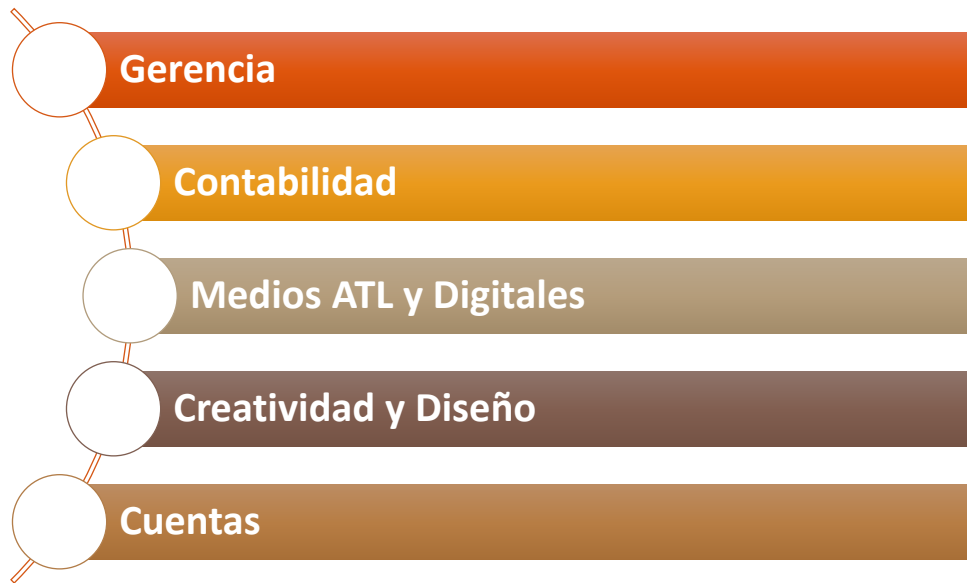 Gerencia
Contabilidad
Medios ATL y Digitales
Creatividad y Diseño
Cuentas